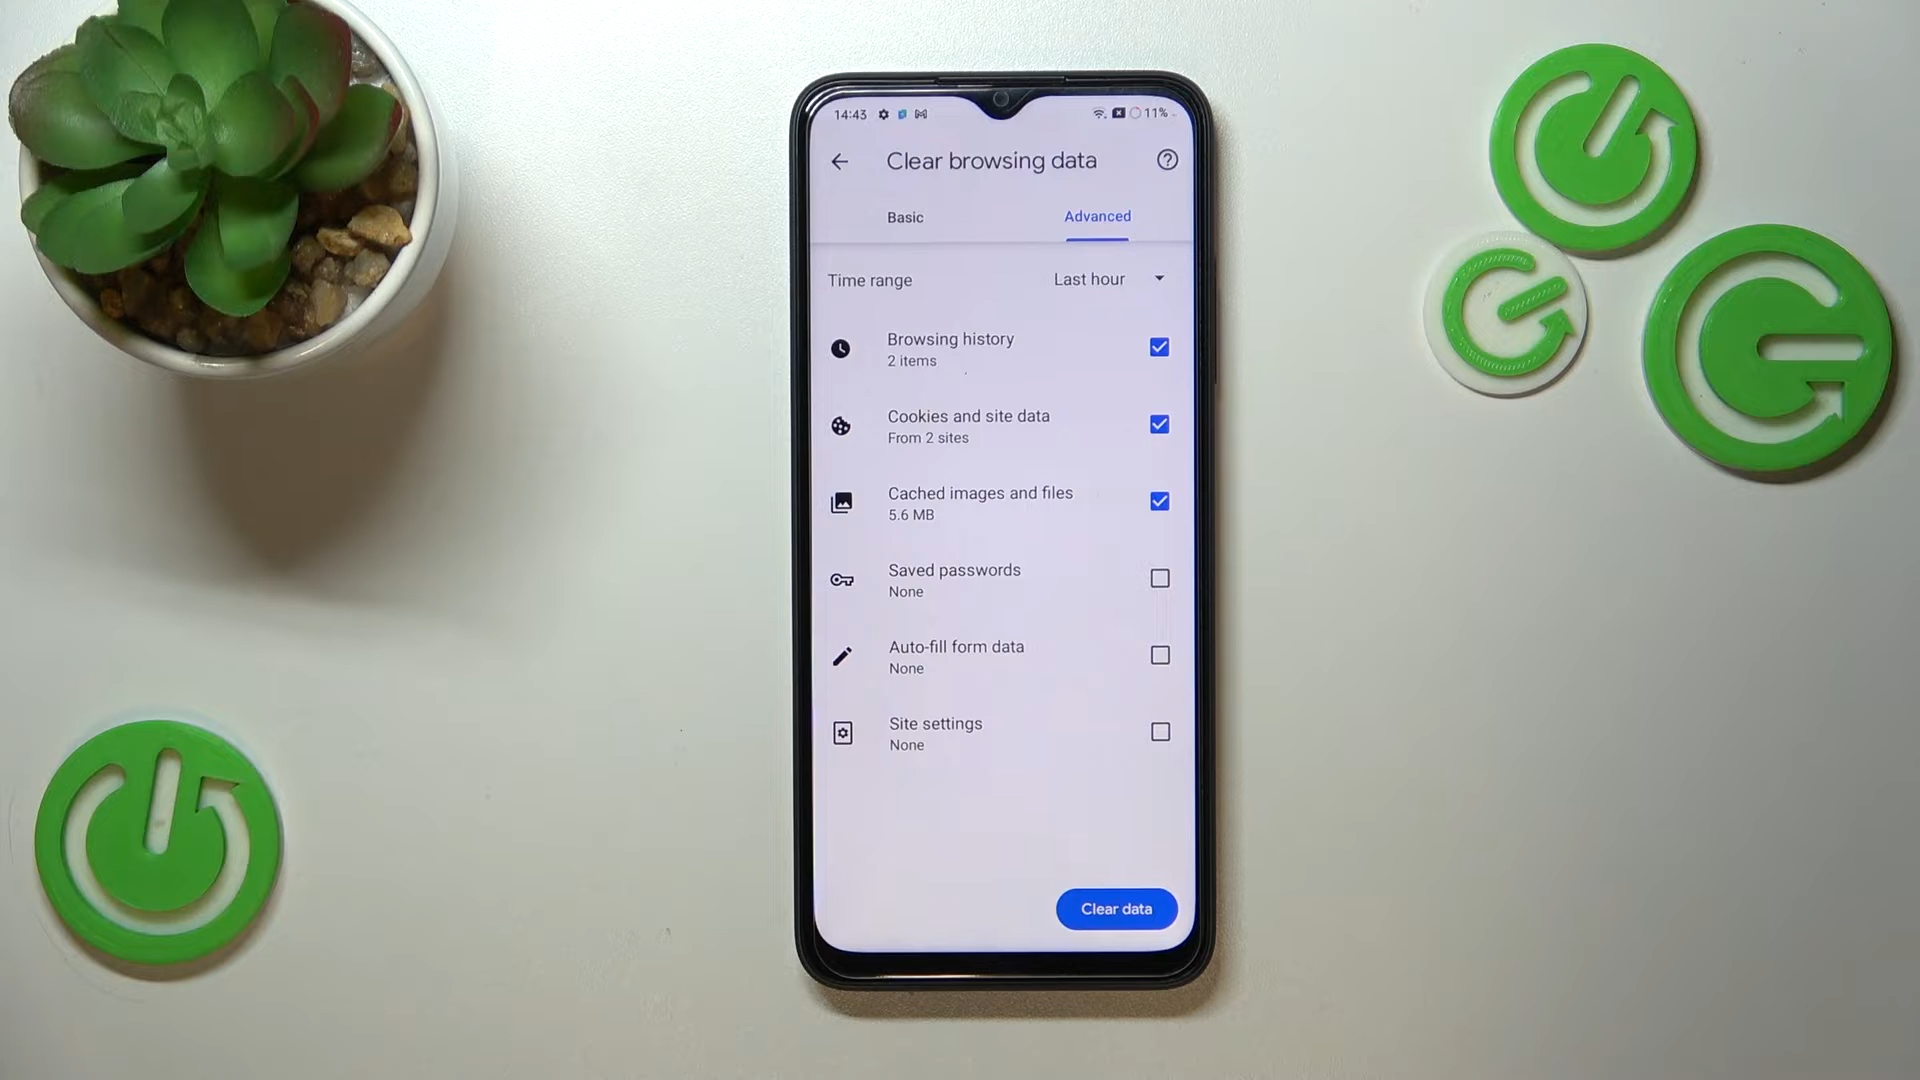 14:43
11%
Clear browsing data
Basic
Advanced
Time range
Last hour
Browsing history
2 items
Cookies and site data
From 2 sites
Cached images and files
5.6 MB
Saved passwords
None
Auto-fill form data
None
Site settings
None
Clear data